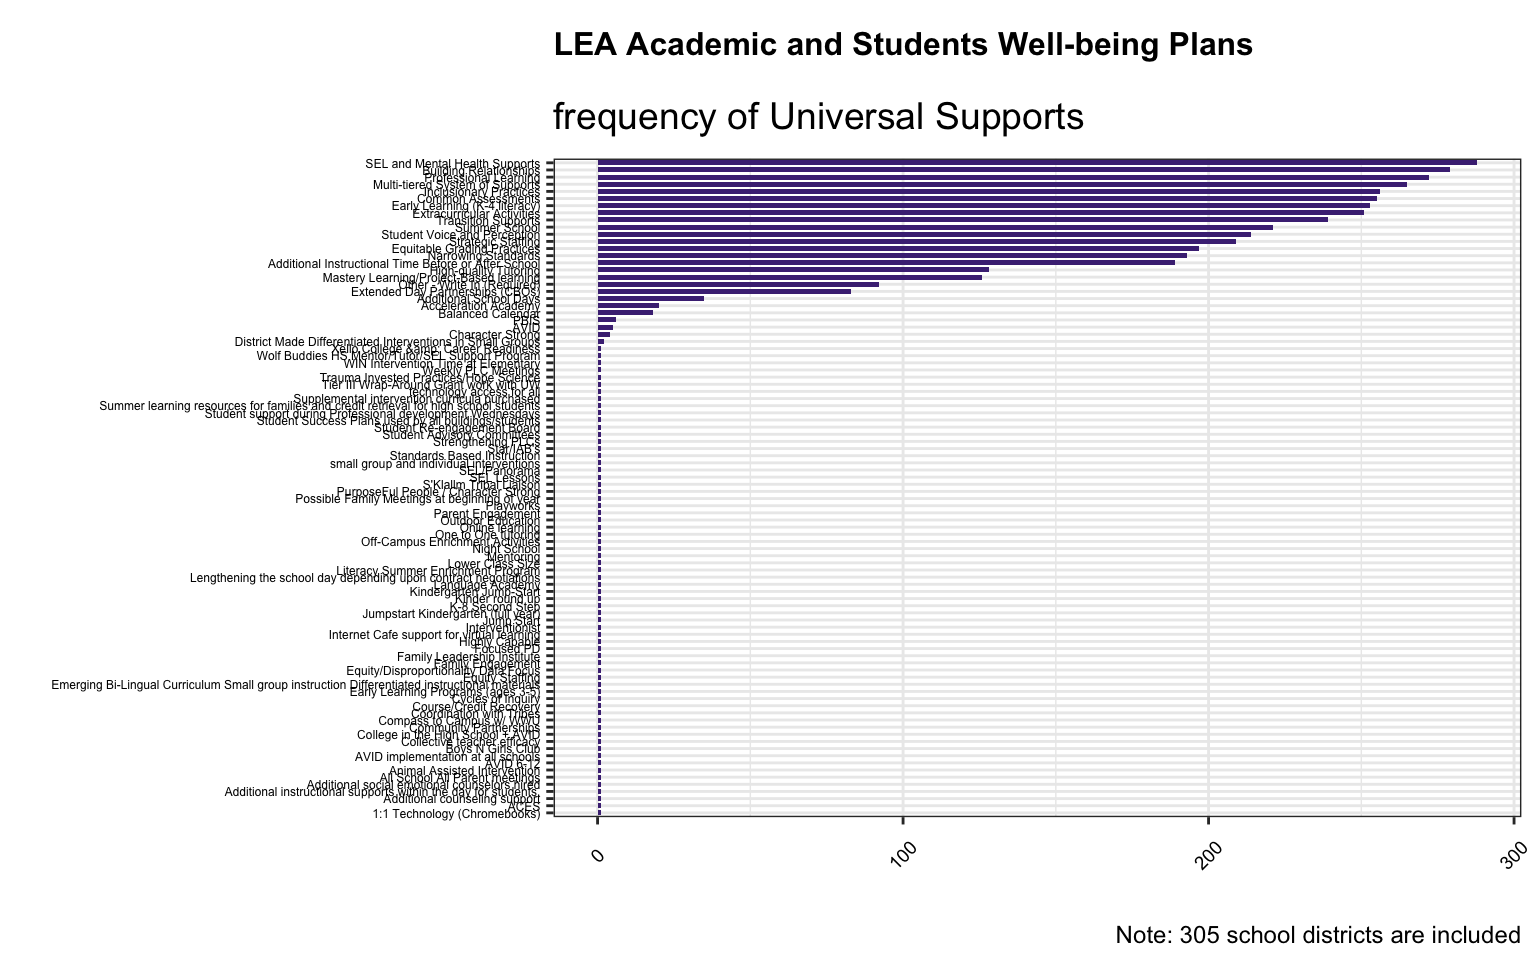 LEA Academic and Students Well-being Plans
frequency of Universal Supports
SEL and Mental Health Supports
Building Relationships
Professional Learning
Multi-tiered System of Supports
Inclusionary Practices
Common Assessments
Early Learning (K-4 literacy)
Extracurricular Activities
Transition Supports
Summer School
Student Voice and Perception
Strategic Staffing
Equitable Grading Practices
Narrowing Standards
Additional Instructional Time Before or After School
High-quality Tutoring
Mastery Learning/Project-Based learning
Other - Write In (Required)
Extended Day Partnerships (CBOs)
Additional School Days
Acceleration Academy
Balanced Calendar
PBIS
AVID
Character Strong
District Made Differentiated Interventions in Small Groups
Xello College &amp; Career Readiness
Wolf Buddies HS Mentor/Tutor/SEL Support Program
WIN Intervention Time at Elementary
Weekly PLC Meetings
Trauma Invested Practices/Hope Science
Tier III Wrap-Around Grant work with UW
Technology access for all
Supplemental intervention curricula purchased
Summer learning resources for families and credit retrieval for high school students
Student support during Professional development Wednesdays
Student Success Plans used by all buildings/students
Student Re-engagement Board
Student Advisory Committees
Strengthening PLCs
Star/IAB's
Standards Based Instruction
small group and individual interventions
SEL/Panorama
SEL Lessons
S'Klallm Tribal Liaison
PurposeFul People / Character Strong
Possible Family Meetings at beginning of year
Playworks
Parent Engagement
Outdoor Education
Online learning
One to One tutoring
Off-Campus Enrichment Activities
Night School
Mentoring
Lower Class Size
Literacy Summer Enrichment Program
Lengthening the school day depending upon contract negotiations
Language Academy
Kindergarten Jump-Start
Kinder round up
K-8 Second Step
Jumpstart Kindergarten (full year)
Jump Start
Interventionist
Internet Cafe support for virtual learning
Highly Capable
Focused PD
Family Leadership Institute
Family Engagement
Equity/Disproportionality Data Focus
Equity Staffing
Emerging Bi-Lingual Curriculum Small group instruction Differentiated instructional materials
Early Learning Programs (ages 3-5)
Cycles of Inquiry
Course/Credit Recovery
Coordination with Tribes
Compass to Campus w/ WWU
Community Partnerships
College in the High School + AVID
Collective teacher efficacy
Boys N Girls Club
AVID implementation at all schools
AVID 6-12
Animal Assisted Intervention
All School All Parent meetings
Additional social emotional counselors hired
Additional instructional supports within the day for students.
Additional counseling support
ACES
1:1 Technology (Chromebooks)
0
100
200
300
Note: 305 school districts are included